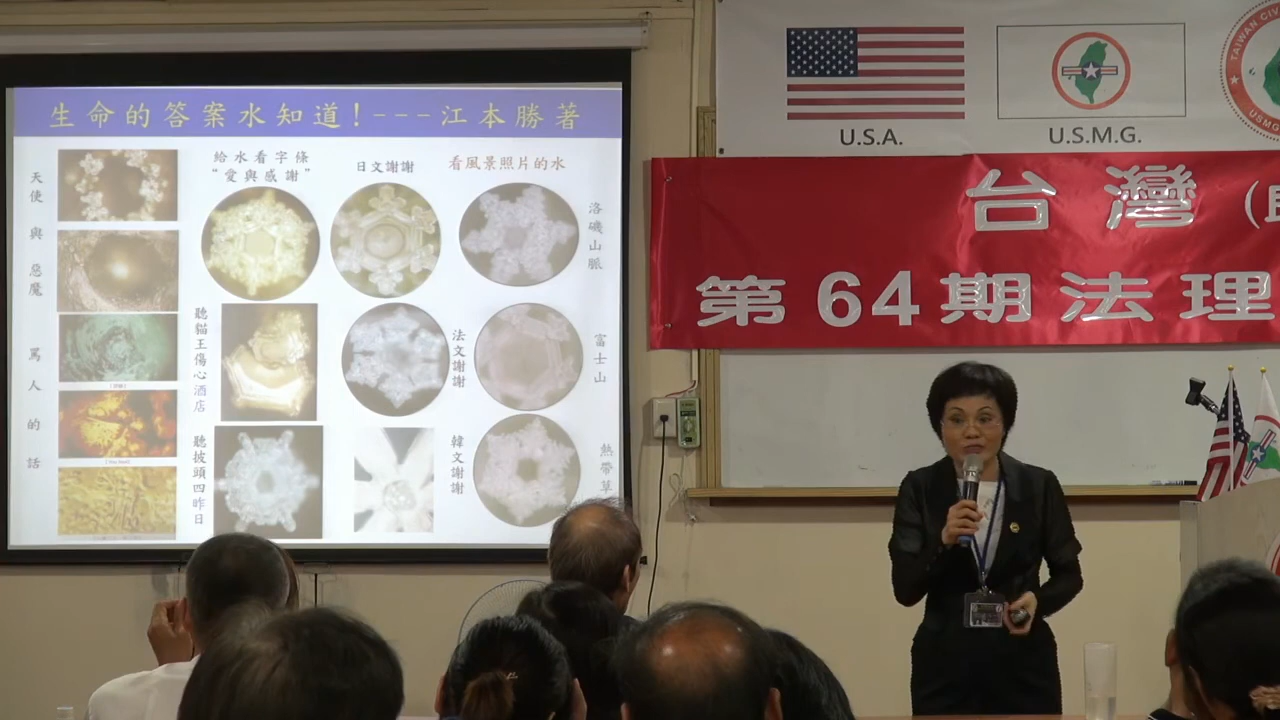 生命的答案水知道!---江本勝著
天使與惡魔
罵人的話
給水看字條
“愛與感謝”
日文謝謝
看風景照片的水
洛磯山脈
聽貓王傷心酒店
法文謝謝
富士山
聽披頭四昨日
韓文謝謝
熱帶草
U.S.A.
U.S.M.G.
TAIWAN CIVI
USMG
台灣(
第64期法理